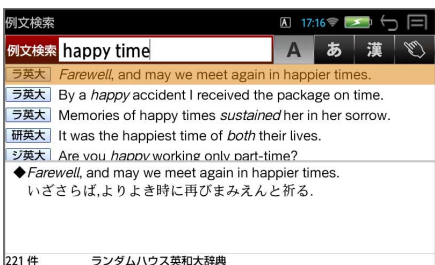 例文検索 A 17:16
例文検索 happy time A あ 漢
ラ英大 Farewell, and may we meet again in happier times.
ラ英大 By a happy accident I received the package on time.
ラ英大 Memories of happy times sustained her in her sorrow.
研英大 It was the happiest time of both their lives.
ジ英大 Are you happy working only part-time?
◆Farewell, and may we meet again in happier times.
いざさらば,よりよき時に再びまみえんと祈る.
221 件 ランダムハウス英和大辞典